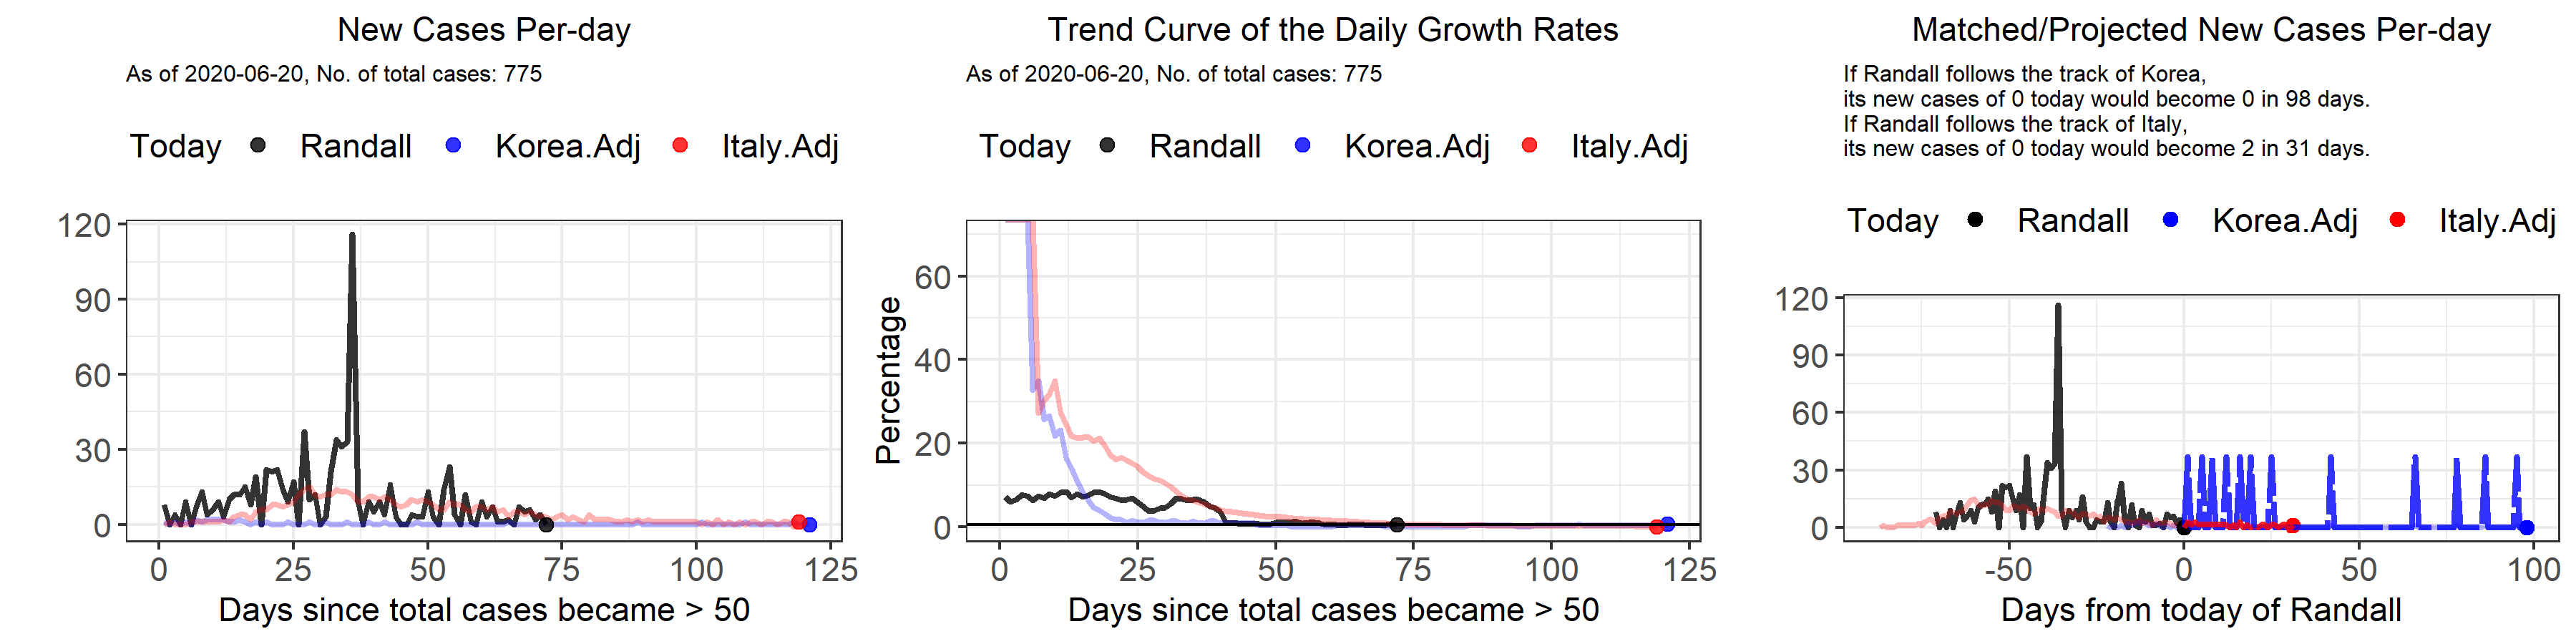 New Cases Per-day
As of 2020-06-20, No. of total cases: 775
Today Randall Korea.Adj Italy.Adj
120
90
60
30
0
0 25 50 75 100 125
Days since total cases became > 50
Trend Curve of the Daily Growth Rates
As of 2020-06-20, No. of total cases: 775
Today Randall Korea.Adj Italy.Adj
Percentage
60
40
20
0
0 25 50 75 100 125
Days since total cases became > 50
Matched/Projected New Cases Per-day
If Randall follows the track of Korea,
its new cases of 0 today would become 0 in 98 days.
If Randall follows the track of Italy,
its new cases of 0 today would become 2 in 31 days.
Today Randall Korea.Adj Italy.Adj
120
90
60
30
0
-50 0 50 100
Days from today of Randall